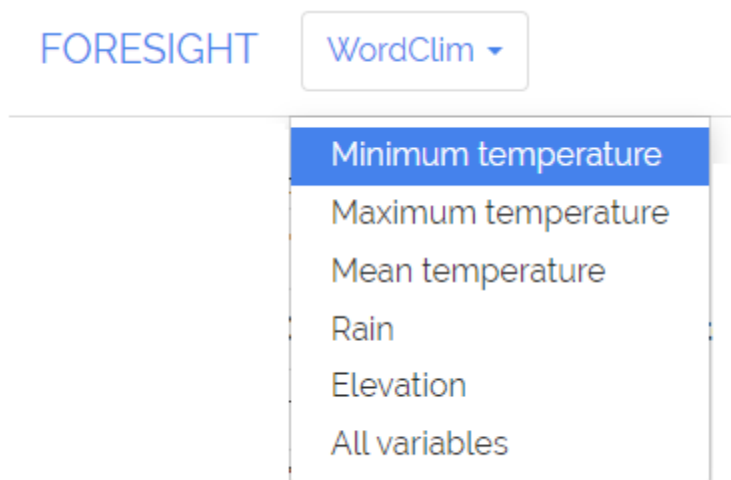 FORESIGHT WordClim
Minimum temperature
Maximum temperature
Mean temperature
Rain
Elevation
All variables